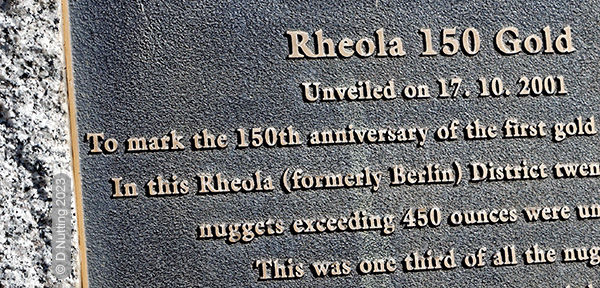 Rheola 150 Gold
Unveiled on 17. 10. 2001
To mark the 150th anniversary of the first gold
In this Rheola (formerly Berlin) District
nuggets exceeding 450 ounces were
This was one third of all the
© D Nutting 2023